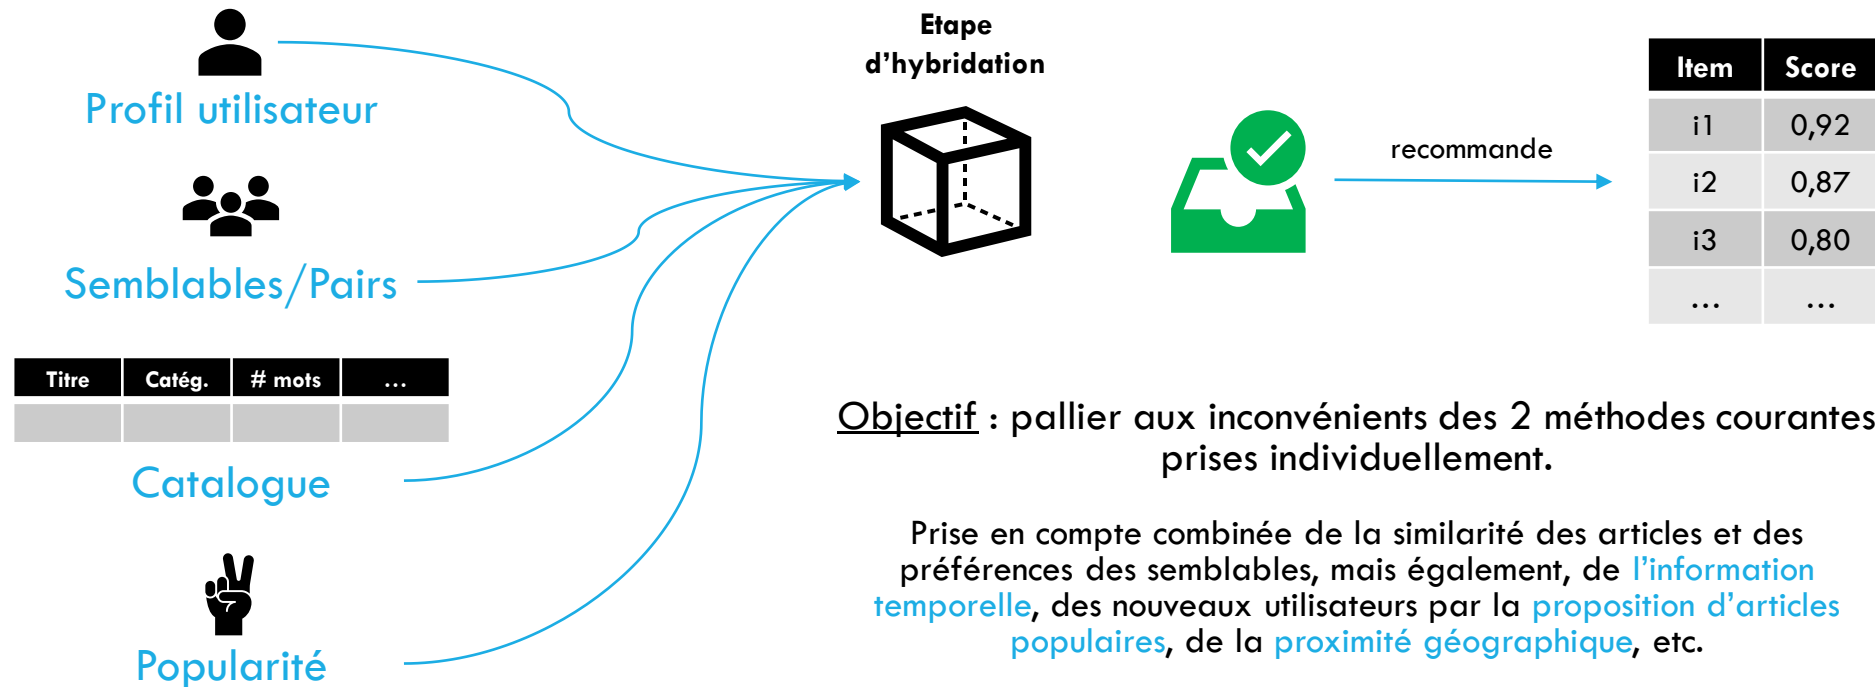 Profil utilisateur
Semblables/Pairs
Titre Catég. # mots ...
Catalogue
Popularité
Etape
d’hybridation
recommande
Item Score
i1 0,92
i2 0,87
i3 0,80
... ...
Objectif : pallier aux inconvénients des 2 méthodes courantes
prises individuellement.
Prise en compte combinée de la similarité des articles et des
préférences des semblables, mais également, de l’information
temporelle, des nouveaux utilisateurs par la proposition d’articles
populaires, de la proximité géographique, etc.